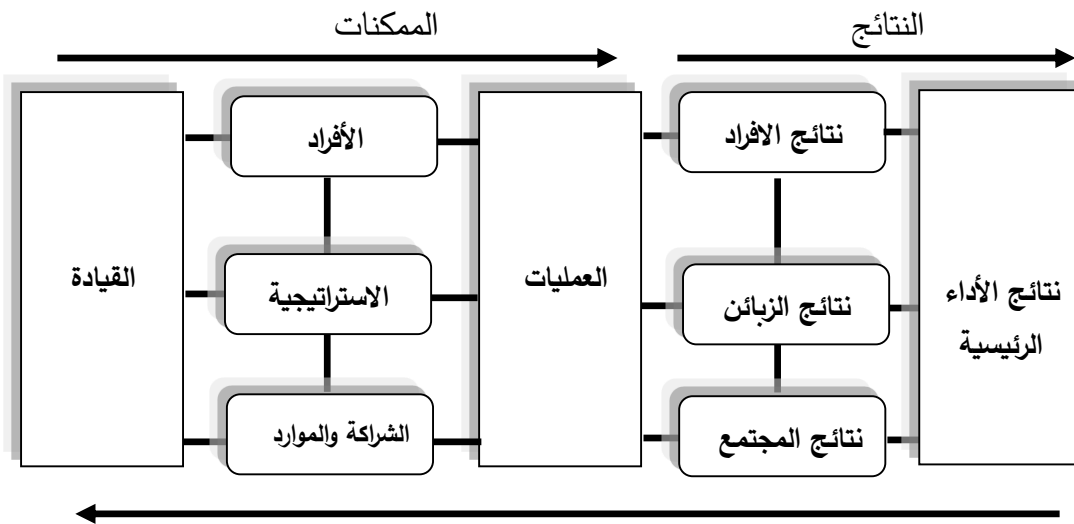 الممكنات
النتائج
القيادة
الأفراد
الاستراتيجية
الشراكة والموارد
العمليات
نتائج الافراد
نتائج الزبائن
نتائج المجتمع
نتائج الأداء
الرئيسية